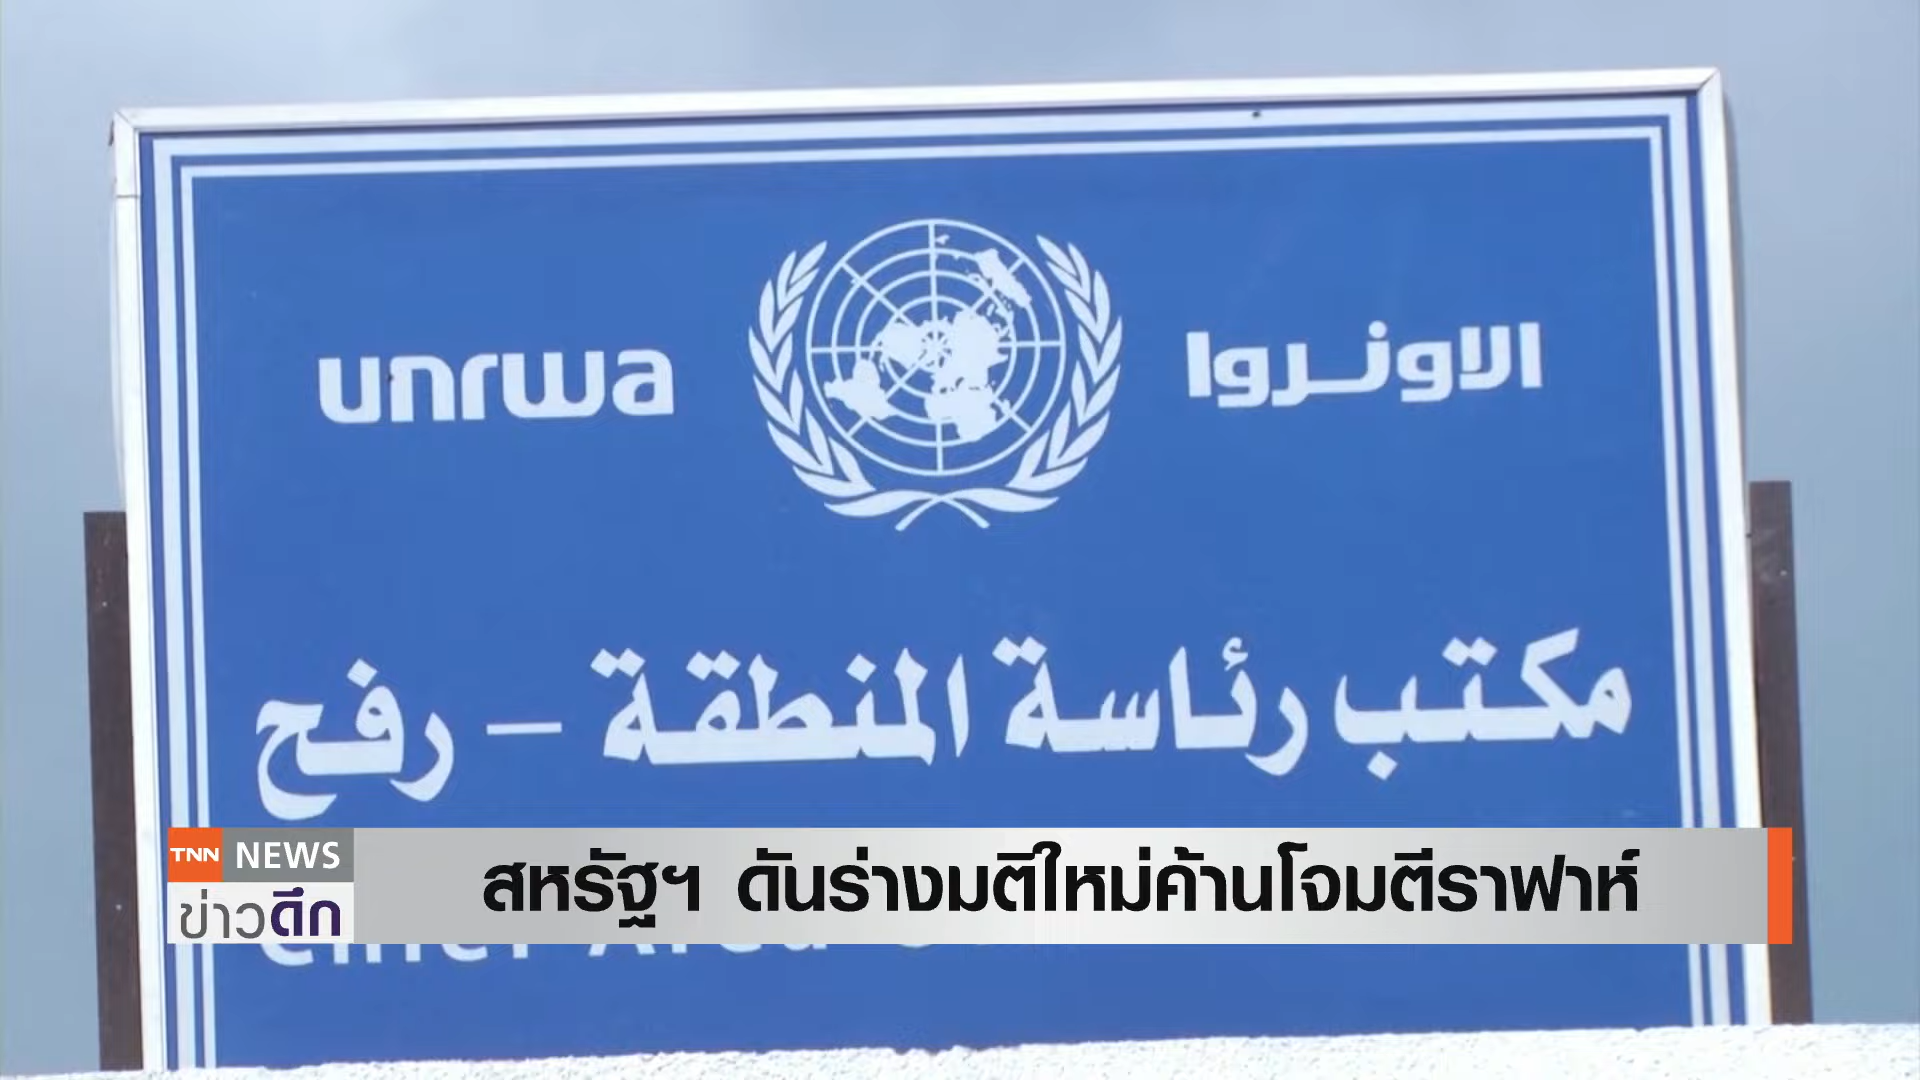 unrwa
الاونروا
مكتب رئاسة المنطقة - رفح
TNN NEWS
ข่าวดึก
สหรัฐฯ ดันร่างมติใหม่ค้านโจมตีราฟาห์